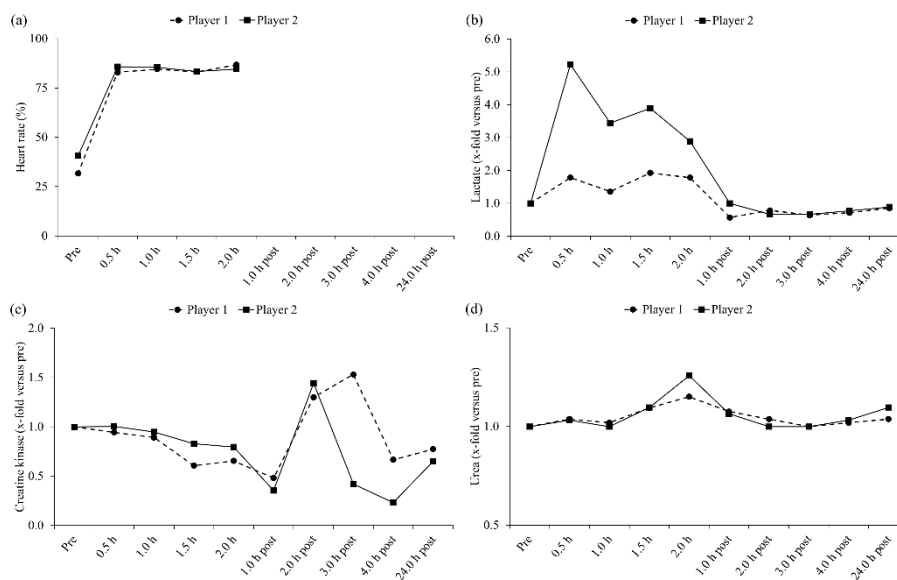 (a)
Player 1 Player 2
100
75
50
25
0
Heart rate (%)
Pre
0.5 h
1.0 h
1.5 h
2.0 h
1.0 h post
2.0 h post
3.0 h post
4.0 h post
24.0 h post
(b)
Player 1 Player 2
6.0
5.0
4.0
3.0
2.0
1.0
0.0
Lactate (x-fold versus pre)
Pre
0.5 h
1.0 h
1.5 h
2.0 h
1.0 h post
2.0 h post
3.0 h post
4.0 h post
24.0 h post
(c)
Player 1 Player 2
2.0
1.5
1.0
0.5
0.0
Creatine kinase (x-fold versus pre)
Pre
0.5 h
1.0 h
1.5 h
2.0 h
1.0 h post
2.0 h post
3.0 h post
4.0 h post
24.0 h post
(d)
Player 1 Player 2
1.5
1.0
0.5
Urea (x-fold versus pre)
Pre
0.5 h
1.0 h
1.5 h
2.0 h
1.0 h post
2.0 h post
3.0 h post
4.0 h post
24.0 h post